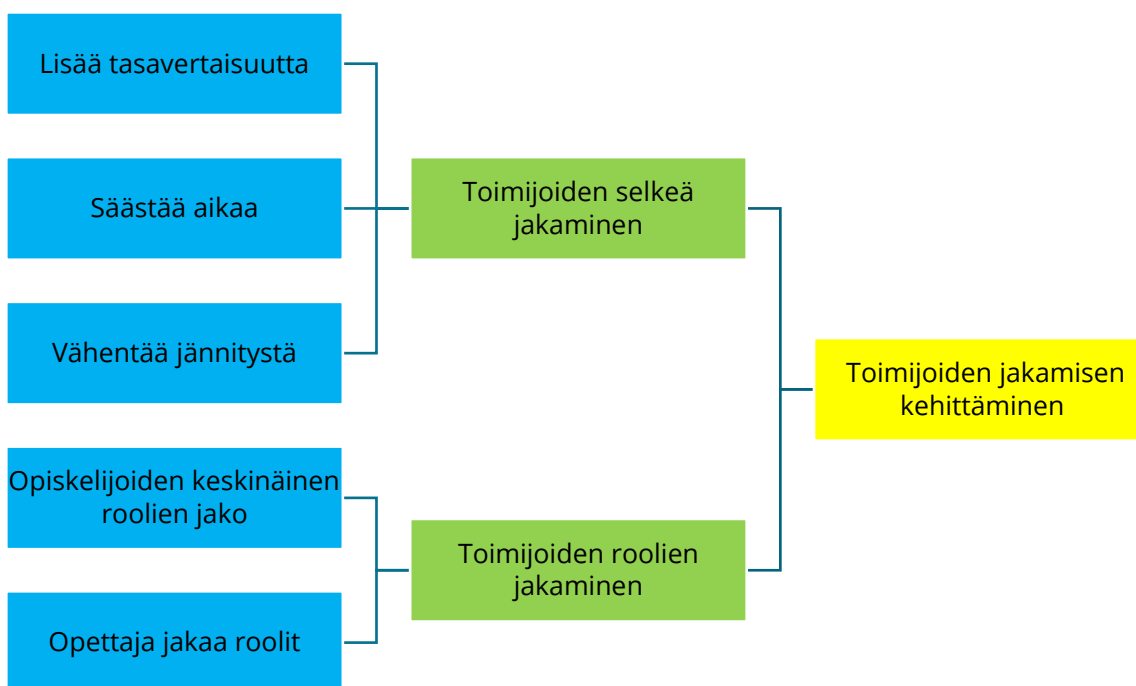 Lisää tasavertaisuutta
Säästää aikaa
Vähentää jännitystä
Opiskelijoiden keskinäinen
roolien jako
Opettaja jakaa roolit
Toimijoiden selkeä
jakaminen
Toimijoiden roolien
jakaminen
Toimijoiden jakamisen
kehittäminen